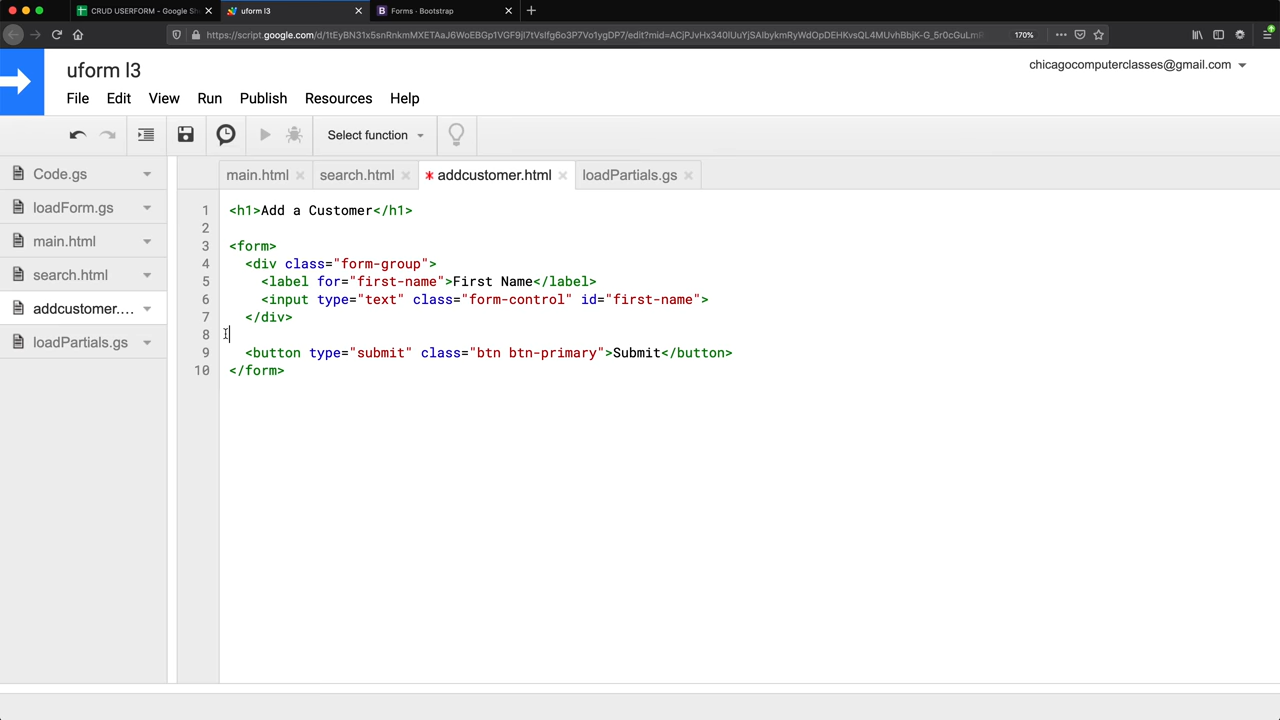 CRUD USERFORM - Google Sh
uform l3
Forms · Bootstrap
170%
uform l3
chicagocomputerclasses@gmail.com
File Edit View Run Publish Resources Help
Select function
Code.gs
loadForm.gs
main.html
search.html
addcustomer....
loadPartials.gs
main.html
search.html
* addcustomer.html
loadPartials.gs
1 <h1>Add a Customer</h1>
2
3 <form>
4 <div class="form-group">
5 <label for="first-name">First Name</label>
6 <input type="text" class="form-control" id="first-name">
7 </div>
8
9 <button type="submit" class="btn btn-primary">Submit</button>
10 </form>